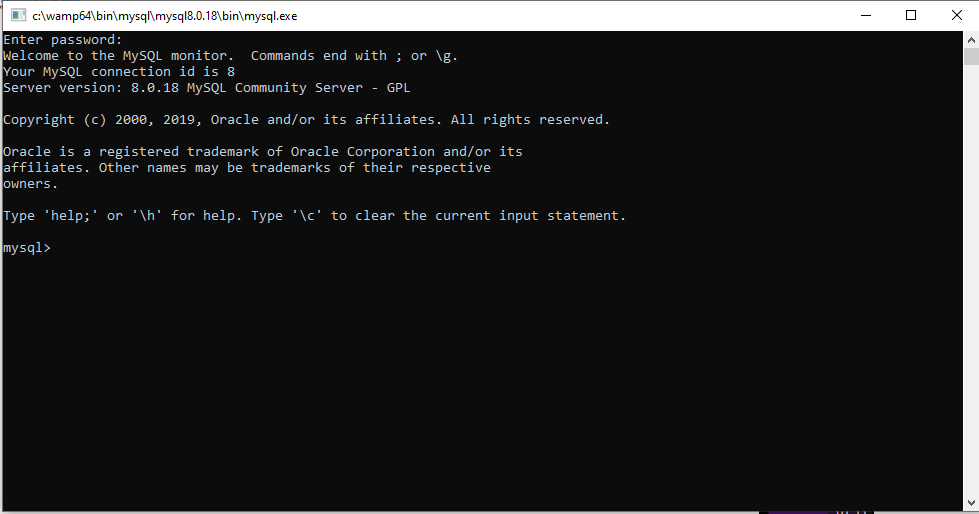 c:\wamp64\bin\mysql\mysql8.0.18\bin\mysql.exe
Enter password:
Welcome to the MySQL monitor.  Commands end with ; or \g.
Your MySQL connection id is 8
Server version: 8.0.18 MySQL Community Server - GPL
Copyright (c) 2000, 2019, Oracle and/or its affiliates. All rights reserved.
Oracle is a registered trademark of Oracle Corporation and/or its
affiliates. Other names may be trademarks of their respective
owners.
Type 'help;' or '\h' for help. Type '\c' to clear the current input statement.
mysql>